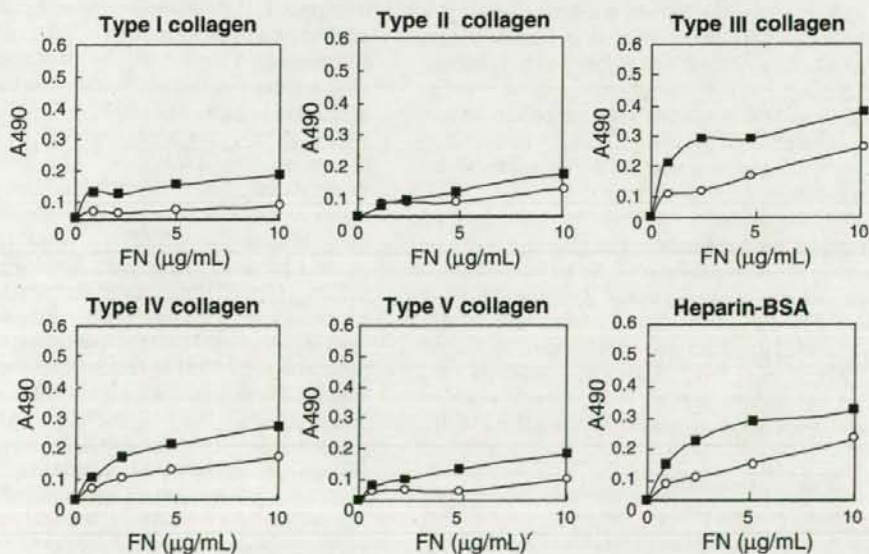 Type I collagen
0.6
0.5
0.4
0.3
0.2
0.1
A490
0 5 10
FN (μg/mL)
Type II collagen
0.6
0.5
0.4
0.3
0.2
0.1
A490
0 5 10
FN (μg/mL)
Type III collagen
0.6
0.5
0.4
0.3
0.2
0.1
A490
0 5 10
FN (μg/mL)
Type IV collagen
0.6
0.5
0.4
0.3
0.2
0.1
A490
0 5 10
FN (μg/mL)
Type V collagen
0.6
0.5
0.4
0.3
0.2
0.1
A490
0 5 10
FN (μg/mL)
Heparin-BSA
0.6
0.5
0.4
0.3
0.2
0.1
A490
0 5 10
FN (μg/mL)